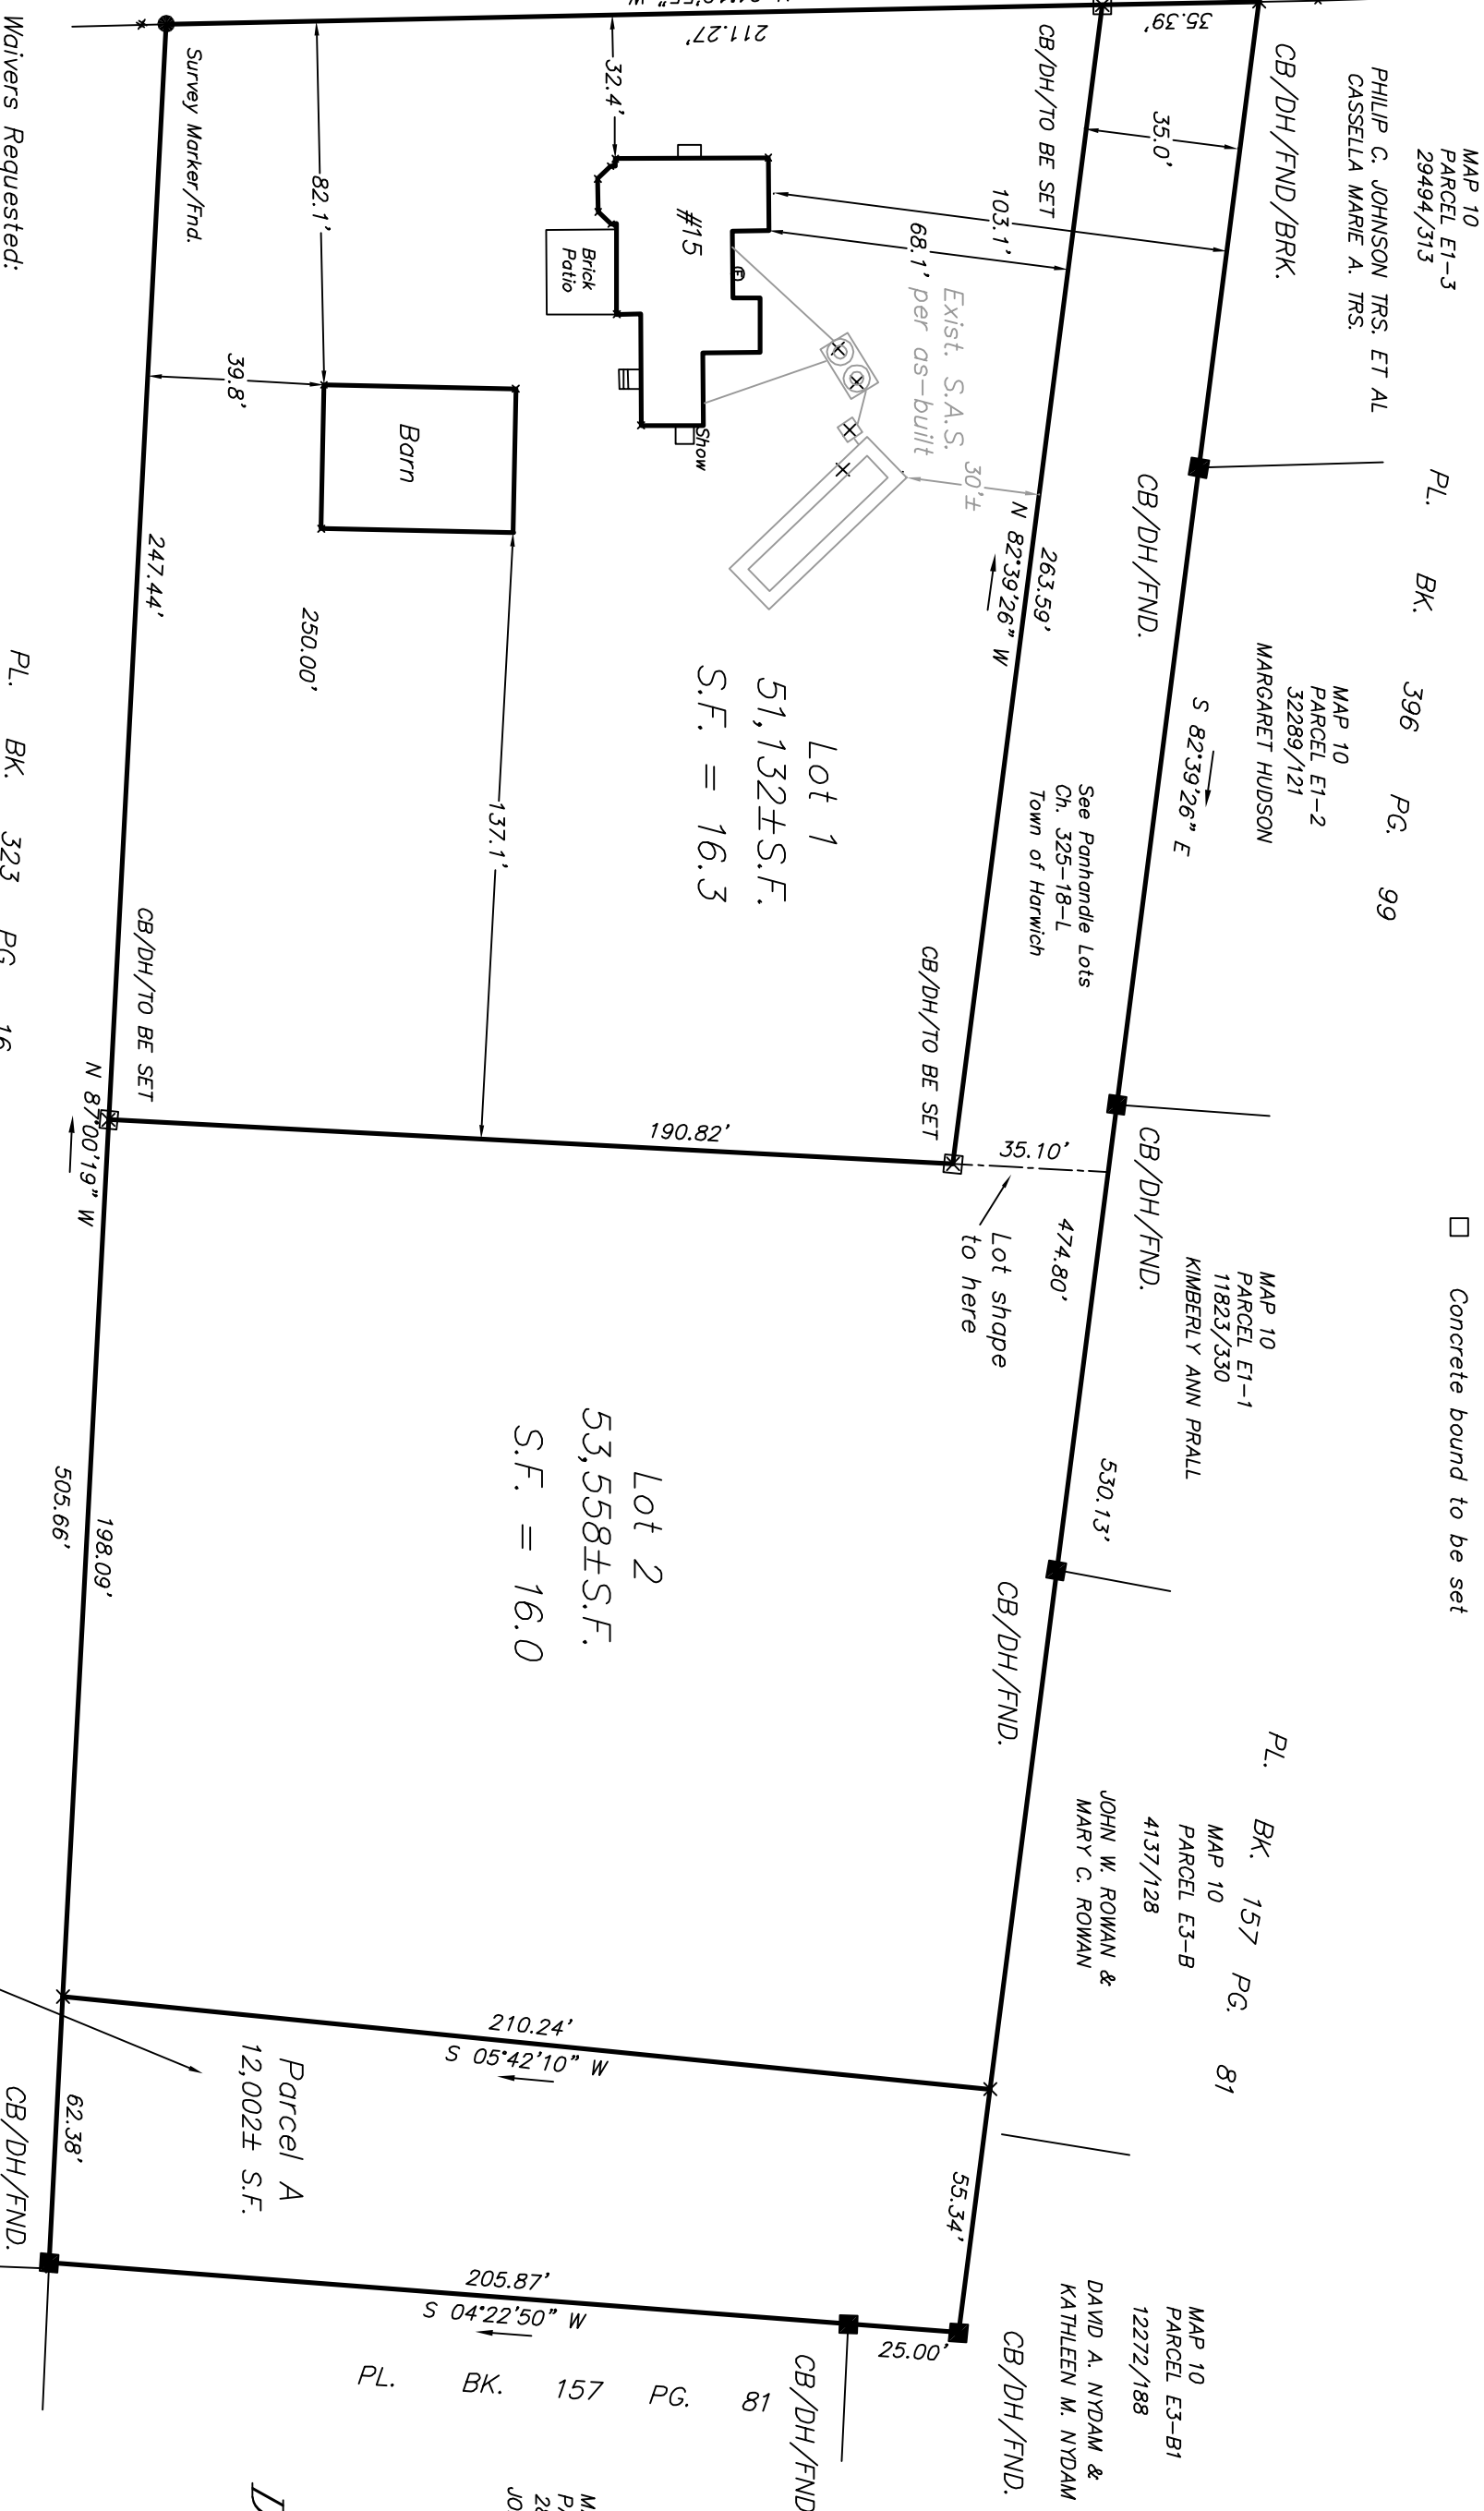 MAP 10
PARCEL E1-3
29494/313
PHILIP C. JOHNSON TRS. ET AL
CASSELLA MARIE A. TRS.
PL. BK. 396 PG. 99
MAP 10
PARCEL E1-2
32289/121
MARGARET HUDSON
□ Concrete bound to be set
MAP 10
PARCEL E1-1
11823/330
KIMBERLY ANN PRALL
PL. BK. 157 PG. 81
MAP 10
PARCEL E3-B
4137/128
JOHN W. ROWAN &
MARY C. ROWAN
MAP 10
PARCEL E3-B1
12272/188
DAVID A. NYDAM &
KATHLEEN M. NYDAM
CB/DH/FND/BRK.
CB/DH/FND.
S 82°39'26" E
CB/DH/FND.
530.13'
CB/DH/FND.
CB/DH/FND.
35.39'
35.0'
CB/DH/TO BE SET
103.1'
68.1'
Exist. S.A.S.
per as-built
30'±
N 82°39'26" W
263.59'
See Panhandle Lots
Ch. 325-18-L
Town of Harwich
CB/DH/TO BE SET
35.10'
474.80'
Lot shape
to here
55.34'
25.00'
CB/DH/FND
211.27'
32.4'
#15
Brick
Patio
Show
Lot 1
51,132±S.F.
S.F. = 16.3
190.82'
Lot 2
53,558±S.F.
S.F. = 16.0
210.24'
S 05°42'10" W
205.87'
S 04°22'50" W
PL. BK. 157 PG. 81
137.1'
Barn
82.1'
39.8'
250.00'
Survey Marker/Fnd.
247.44'
CB/DH/TO BE SET
N 87°00'19" W
198.09'
505.66'
Parcel A
12,002± S.F.
62.38'
CB/DH/FND.
Waivers Requested:
PL. BK. 323 PG 16